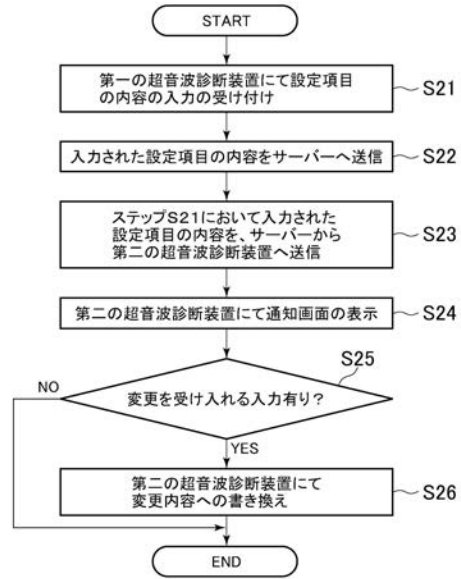 START
第一の超音波診断装置にて設定項目
の内容の入力の受け付け
S21
入力された設定項目の内容をサーバーへ送信
S22
ステップS21において入力された
設定項目の内容を、サーバーから
第二の超音波診断装置へ送信
S23
第二の超音波診断装置にて通知画面の表示
S24
S25
変更を受け入れる入力有り?
NO
YES
第二の超音波診断装置にて
変更内容への書き換え
S26
END